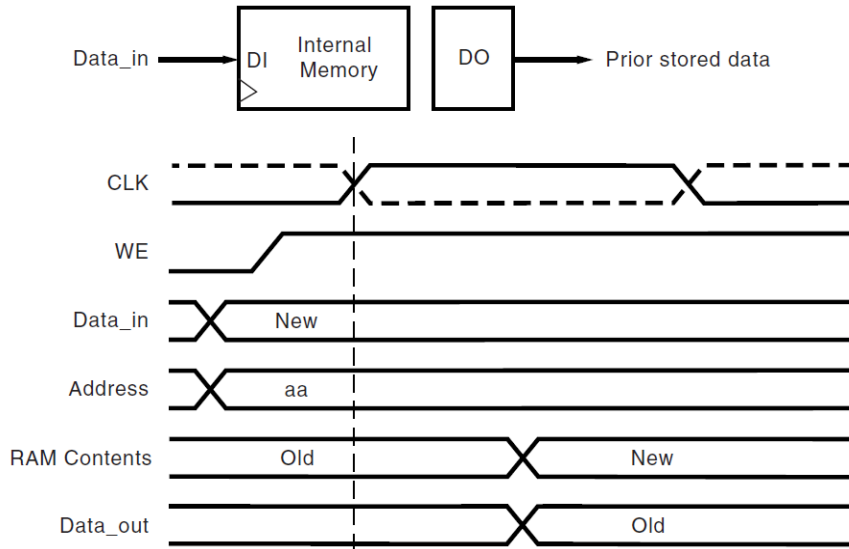 Data_in
DI
Internal
Memory
DO
Prior stored data
CLK
WE
Data_in
New
Address
aa
RAM Contents
Old
New
Data_out
Old